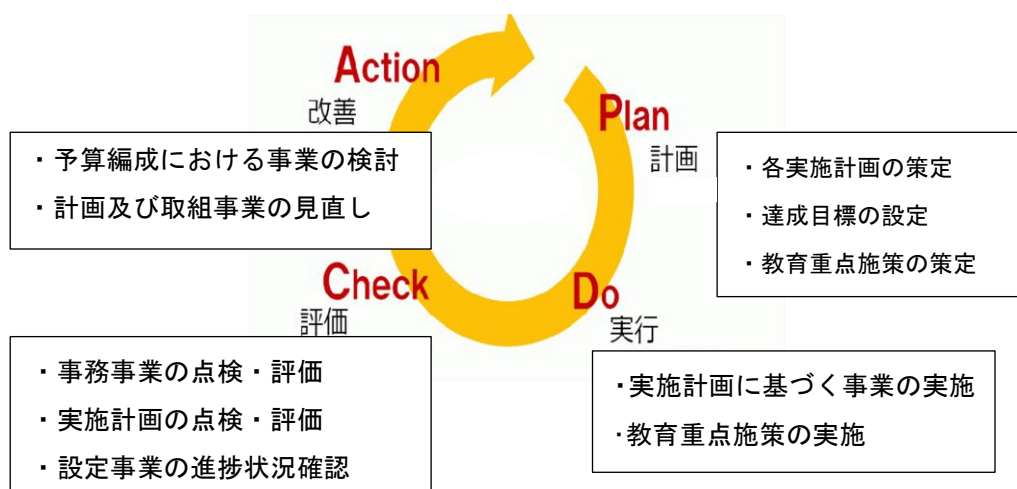 Action
改善
・予算編成における事業の検討
・計画及び取組事業の見直し
Plan
計画
・各実施計画の策定
・達成目標の設定
・教育重点施策の策定
Check
評価
・事務事業の点検・評価
・実施計画の点検・評価
・設定事業の進捗状況確認
Do
実行
・実施計画に基づく事業の実施
・教育重点施策の実施